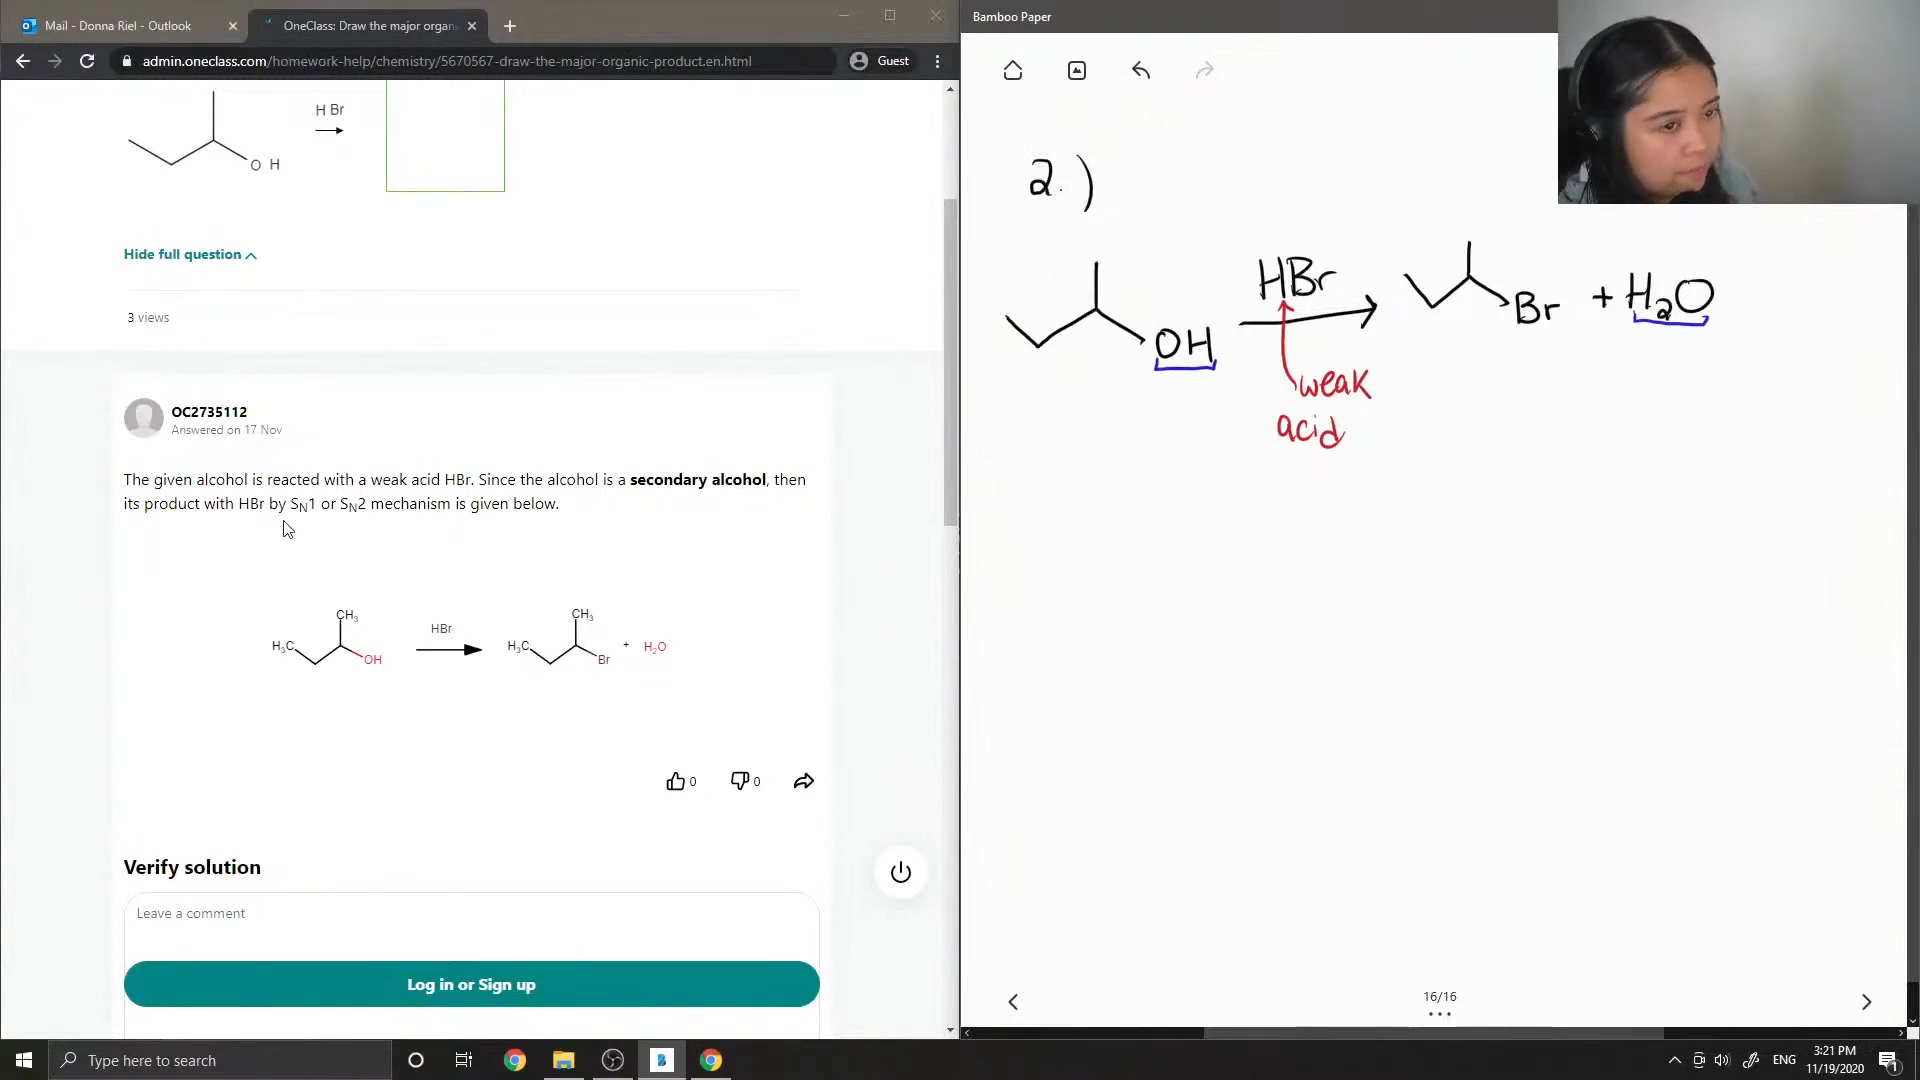 Mail - Donna Riel - Outlook
OneClass: Draw the major organ
admin.oneclass.com/homework-help/chemistry/5670567-draw-the-major-organic-product.en.html
Guest
H Br
O H
Hide full question
3 views
OC2735112
Answered on 17 Nov
The given alcohol is reacted with a weak acid HBr. Since the alcohol is a secondary alcohol, then
its product with HBr by SN1 or SN2 mechanism is given below.
CH3
H3C
OH
HBr
CH3
H3C
Br
+
H2O
0
0
Verify solution
Leave a comment
Log in or Sign up
Bamboo Paper
2.)
OH
HBr
Br
+ H2O
weak
acid
16/16
Type here to search
B
ENG
3:21 PM
11/19/2020
1